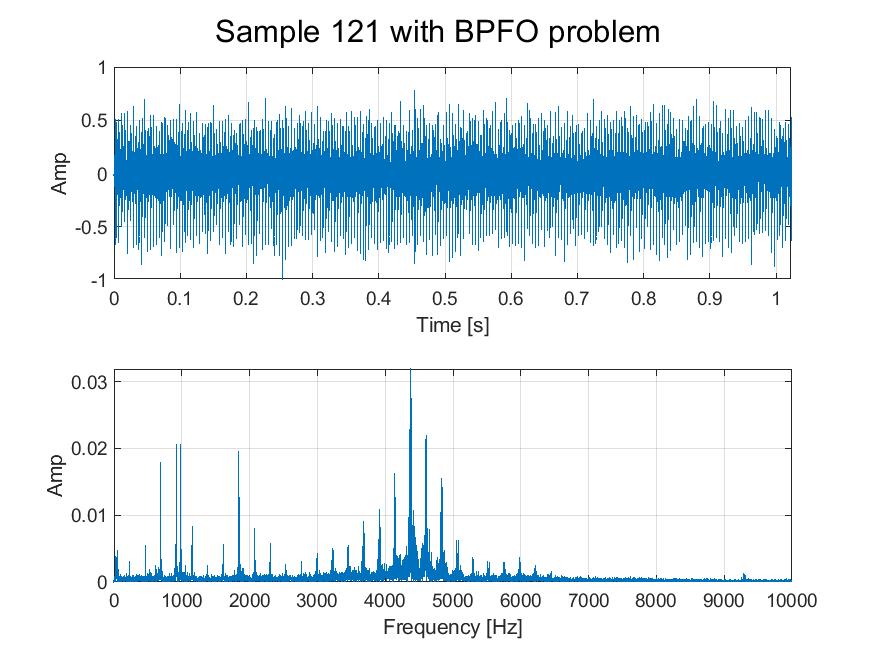 Sample 121 with BPFO problem
1
0.5
0
-0.5
-1
Amp
0 0.1 0.2 0.3 0.4 0.5 0.6 0.7 0.8 0.9 1
Time [s]
0.03
0.02
0.01
0
Amp
0 1000 2000 3000 4000 5000 6000 7000 8000 9000 10000
Frequency [Hz]